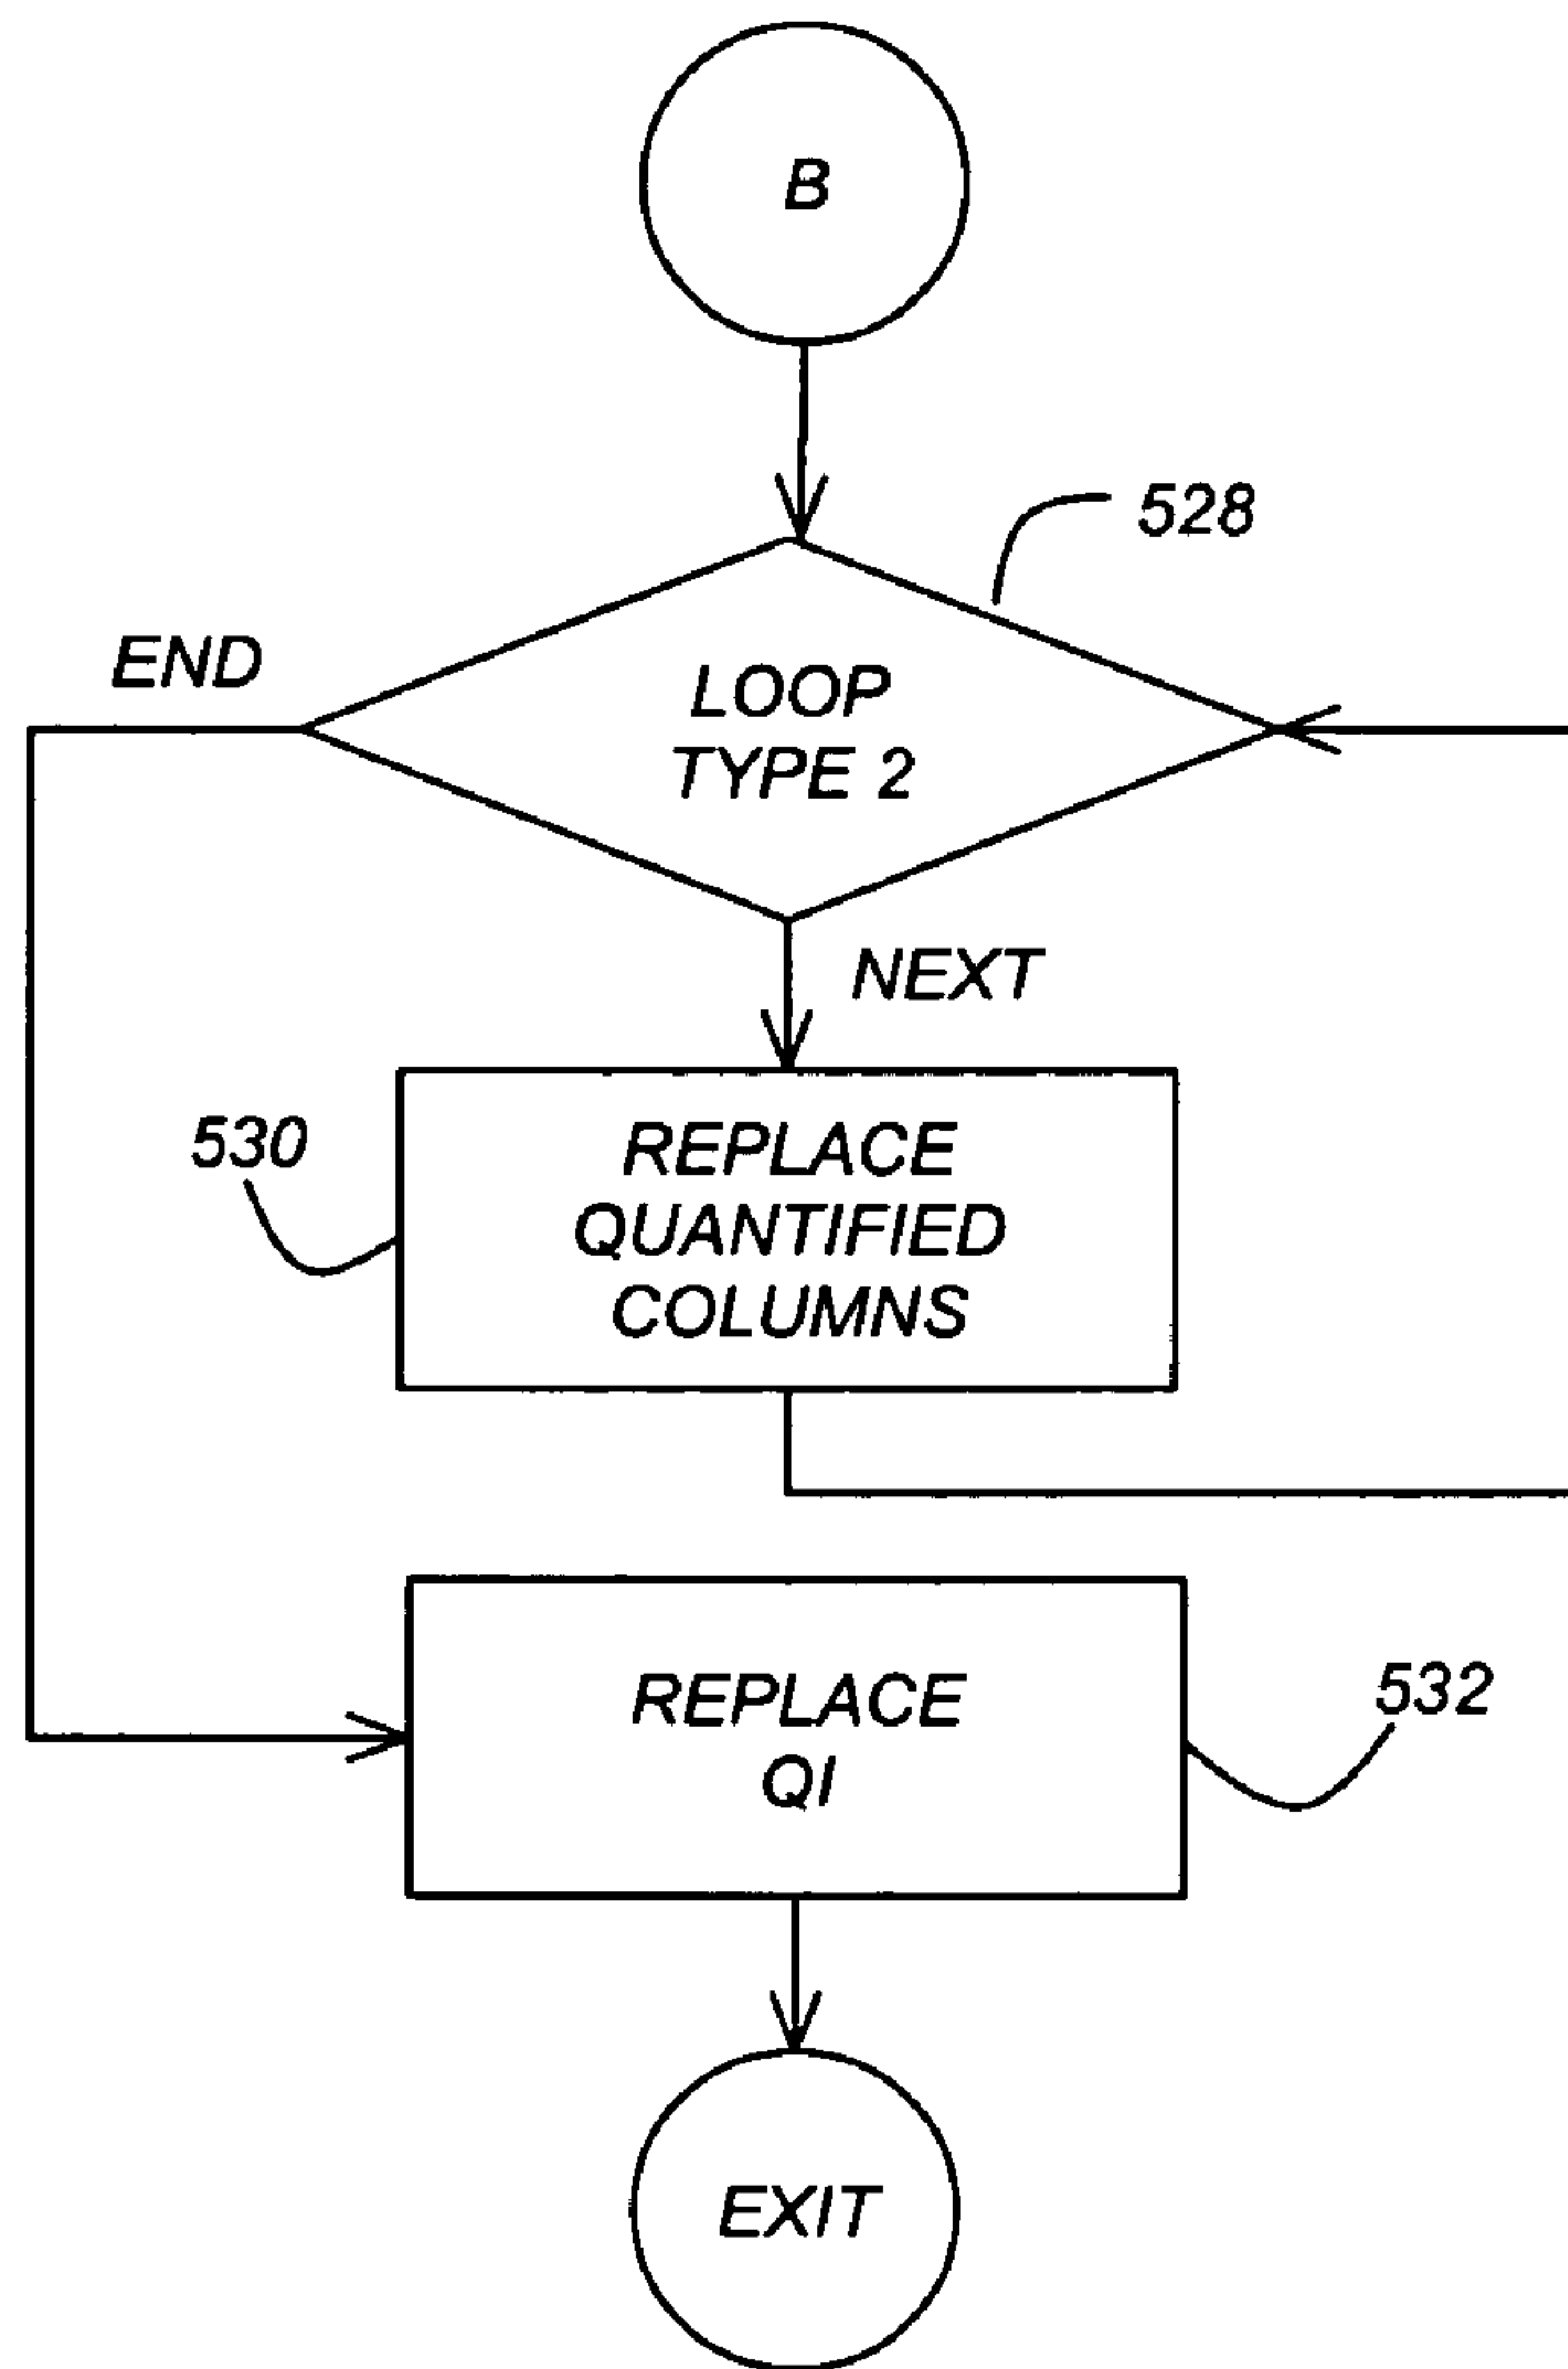 B
528
END
LOOP
TYPE 2
NEXT
530
REPLACE
QUANTIFIED
COLUMNS
REPLACE
QI
532
EXIT